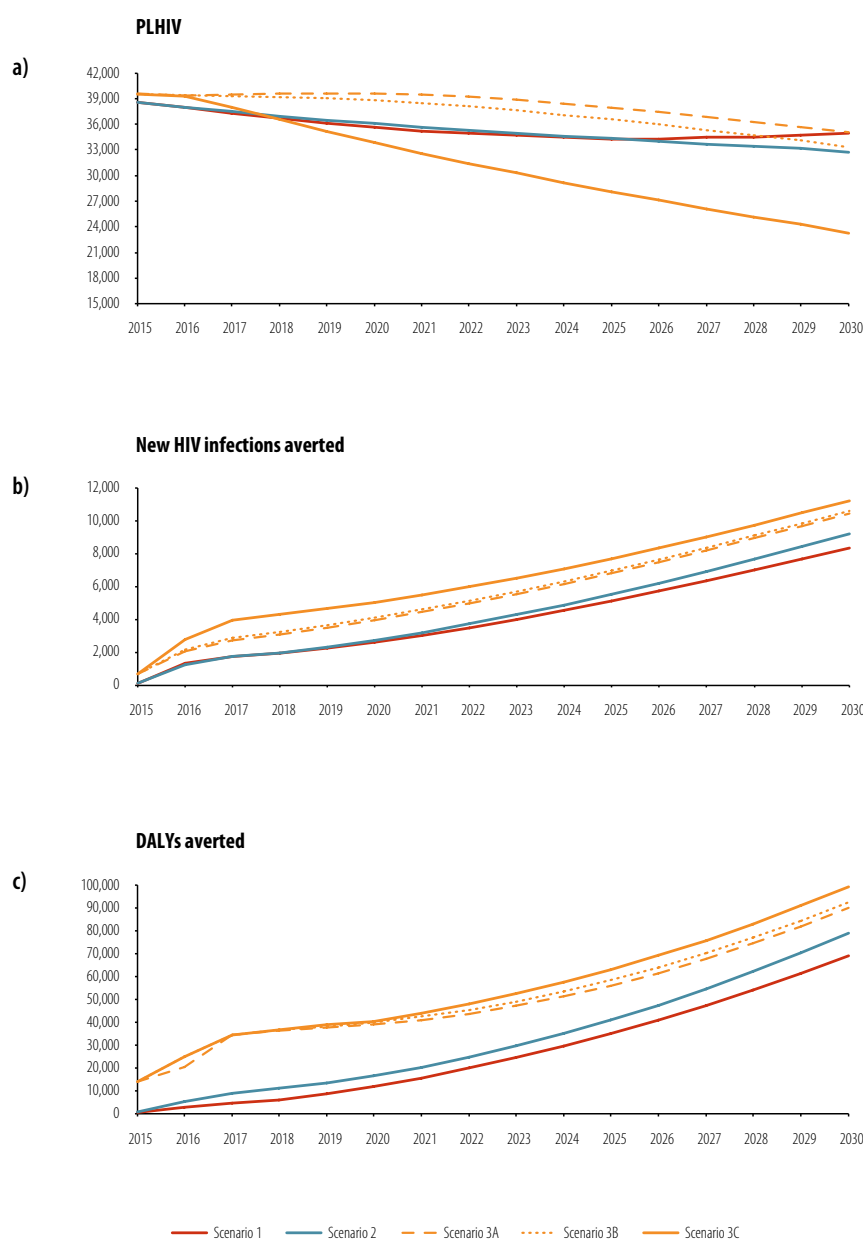 PLHIV
a)
42,000
39,000
36,000
33,000
30,000
27,000
24,000
21,000
18,000
15,000
2015 2016 2017 2018 2019 2020 2021 2022 2023 2024 2025 2026 2027 2028 2029 2030
New HIV infections averted
b)
12,000
10,000
8,000
6,000
4,000
2,000
0
2015 2016 2017 2018 2019 2020 2021 2022 2023 2024 2025 2026 2027 2028 2029 2030
DALYs averted
c)
100,000
90,000
80,000
70,000
60,000
50,000
40,000
30,000
20,000
10,000
0
2015 2016 2017 2018 2019 2020 2021 2022 2023 2024 2025 2026 2027 2028 2029 2030
Scenario 1 Scenario 2 Scenario 3A Scenario 3B Scenario 3C